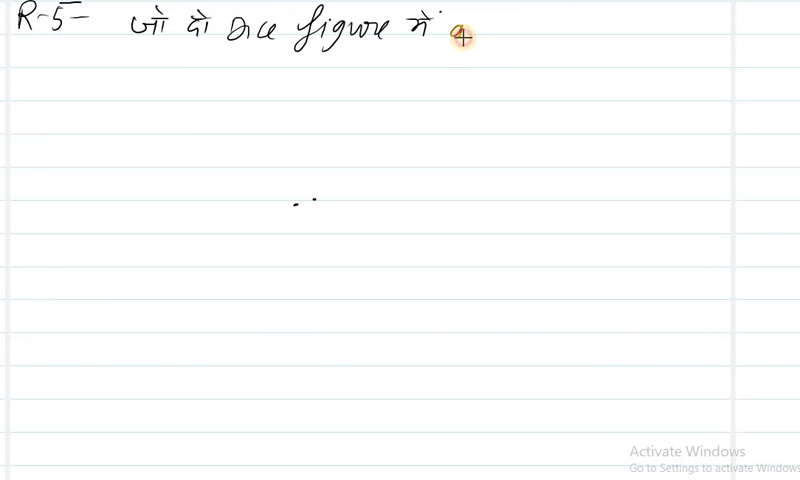 R-5- जो दो dice figure में
Activate Windows
Go to Settings to activate Windows